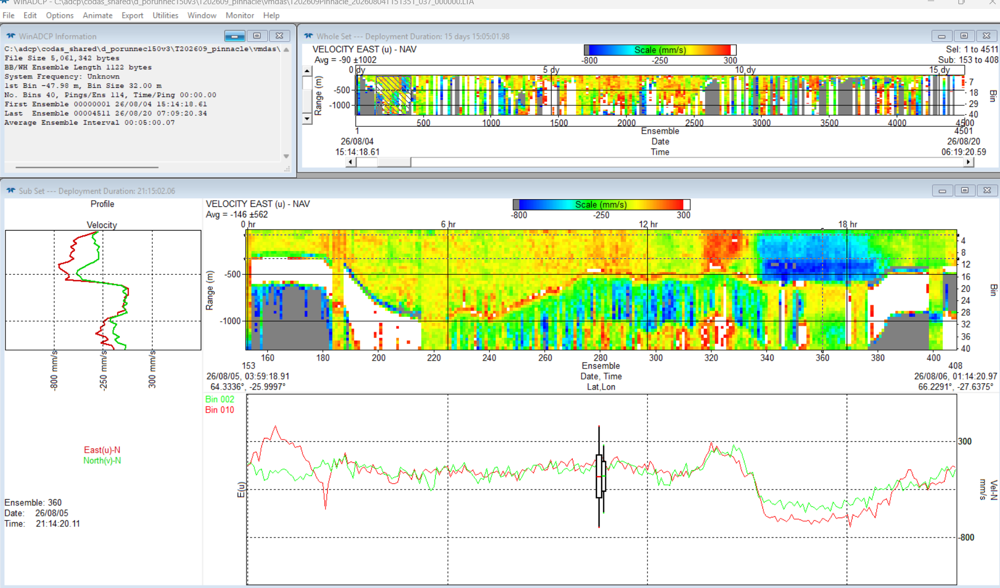 WinADCP - C:\adcp\codas_shared\d_porunnec150v3\T202609_pinnacle\vmdas\T202609Pinnacle_20260804T151351_037_000000.LTA
File Edit Options Animate Export Utilities Window Monitor Help
WinADCP Information
C:\adcp\codas_shared\d_porunnec150v3\T202609_pinnacle\vmdas\
File Size 5,061,342 bytes
BB/WH Ensemble Length 1122 bytes
System Frequency: Unknown
1st Bin -47.98 m, Bin Size 32.00 m
No. Bins 40, Pings/Ens 114, Time/Ping 00:00.00
First Ensemble 00000001 26/08/04 15:14:18.61
Last Ensemble 00004511 26/08/20 07:09:20.34
Average Ensemble Interval 00:05:00.07
Whole Set --- Deployment Duration: 15 days 15:05:01.98
VELOCITY EAST (u) - NAV
Avg = -90 ±1002
Scale (mm/s)
-800 -250 300
Sel: 1 to 4511
Sub: 153 to 408
0 dy 5 dy 10 dy 15 dy
Range (m)
-500
-1000
7
18
29
40
Bin
500 1000 1500 2000 2500 3000 3500 4000 4500
1 Ensemble 4501
26/08/04 Date 26/08/20
15:14:18.61 Time 06:19:20.59
Sub Set --- Deployment Duration: 21:15:02.06
Profile
Velocity
-800 mm/s
-250 mm/s
300 mm/s
East(u)-N
North(v)-N
Ensemble: 360
Date: 26/08/05
Time: 21:14:20.11
VELOCITY EAST (u) - NAV
Avg = -146 ±562
Scale (mm/s)
-800 -250 300
0 hr 6 hr 12 hr 18 hr
Range (m)
-500
-1000
4
8
12
16
20
24
28
32
36
40
Bin
160 180 200 220 240 260 280 300 320 340 360 380 400
153 Ensemble 408
26/08/05, 03:59:18.91 Date, Time 26/08/06, 01:14:20.97
64.3336°, -25.9997° Lat,Lon 66.2291°, -27.6375°
Bin 002
Bin 010
E(u)
300
-800
Vel-N
mm/s